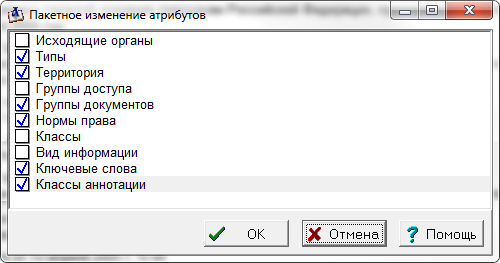 Пакетное изменение атрибутов
Исходящие органы
Типы
Территория
Группы доступа
Группы документов
Нормы права
Классы
Вид информации
Ключевые слова
Классы аннотации
OK Отмена Помощь